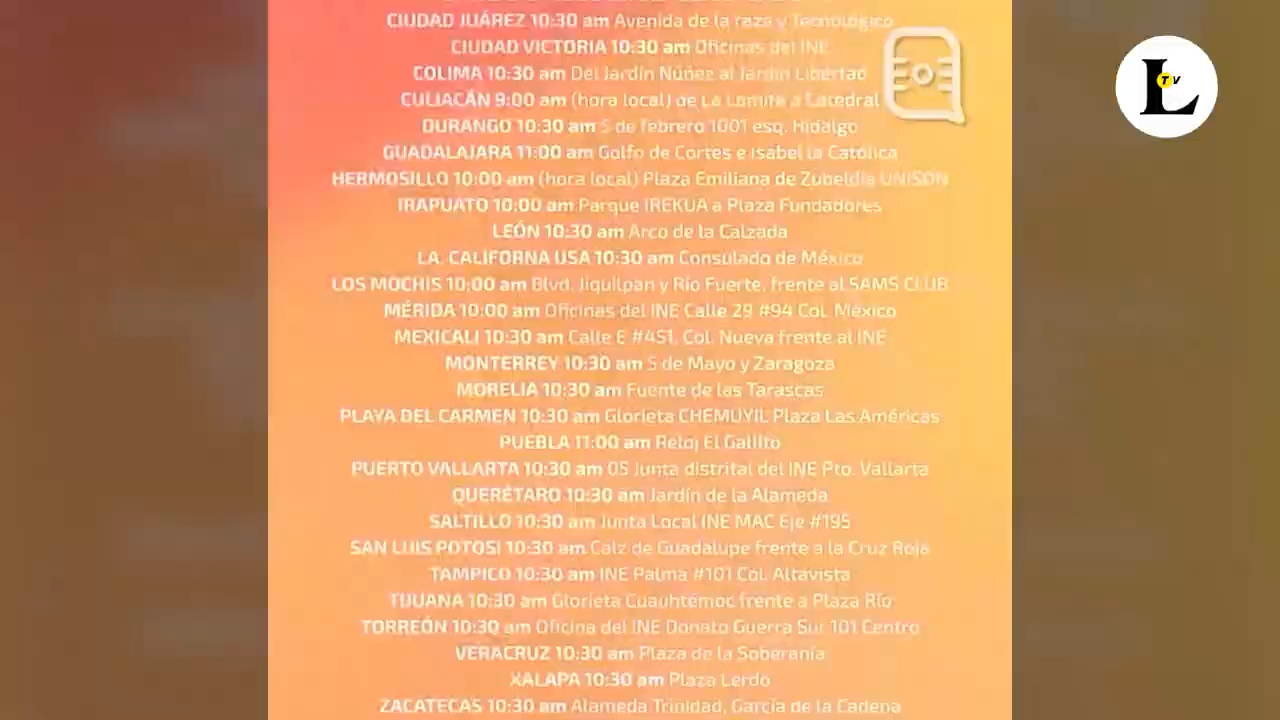 CIUDAD JUÁREZ 10:30 am Avenida de la raza y Tecnológico
CIUDAD VICTORIA 10:30 am Oficinas del INE
COLIMA 10:30 am Del Jardín Núñez al Jardín Libertad
CULIACÁN 9:00 am (hora local) de La Lomita a Catedral
DURANGO 10:30 am 5 de febrero 1001 esq. Hidalgo
GUADALAJARA 11:00 am Golfo de Cortés e Isabel la Católica
HERMOSILLO 10:00 am (hora local) Plaza Emiliana de Zubeldía UNISON
IRAPUATO 10:00 am Parque IREKUA a Plaza Fundadores
LEÓN 10:30 am Arco de la Calzada
LA. CALIFORNA USA 10:30 am Consulado de México
LOS MOCHIS 10:00 am Blvd. Jiquilpan y Río Fuerte, frente al SAMS CLUB
MÉRIDA 10:00 am Oficinas del INE Calle 29 #94 Col. México
MEXICALI 10:30 am Calle E #451, Col. Nueva frente al INE
MONTERREY 10:30 am 5 de Mayo y Zaragoza
MORELIA 10:30 am Fuente de las Tarascas
PLAYA DEL CARMEN 10:30 am Glorieta CHEMUYIL Plaza Las Américas
PUEBLA 11:00 am Reloj El Gallito
PUERTO VALLARTA 10:30 am 05 Junta distrital del INE Pto. Vallarta
QUERÉTARO 10:30 am Jardín de la Alameda
SALTILLO 10:30 am Junta Local INE MAC Eje #195
SAN LUIS POTOSI 10:30 am Calz de Guadalupe frente a la Cruz Roja
TAMPICO 10:30 am INE Palma #101 Col. Altavista
TIJUANA 10:30 am Glorieta Cuauhtémoc frente a Plaza Río
TORREÓN 10:30 am Oficina del INE Donato Guerra Sur 101 Centro
VERACRUZ 10:30 am Plaza de la Soberanía
XALAPA 10:30 am Plaza Lerdo
ZACATECAS 10:30 am Alameda Trinidad, García de la Cadena
L TV